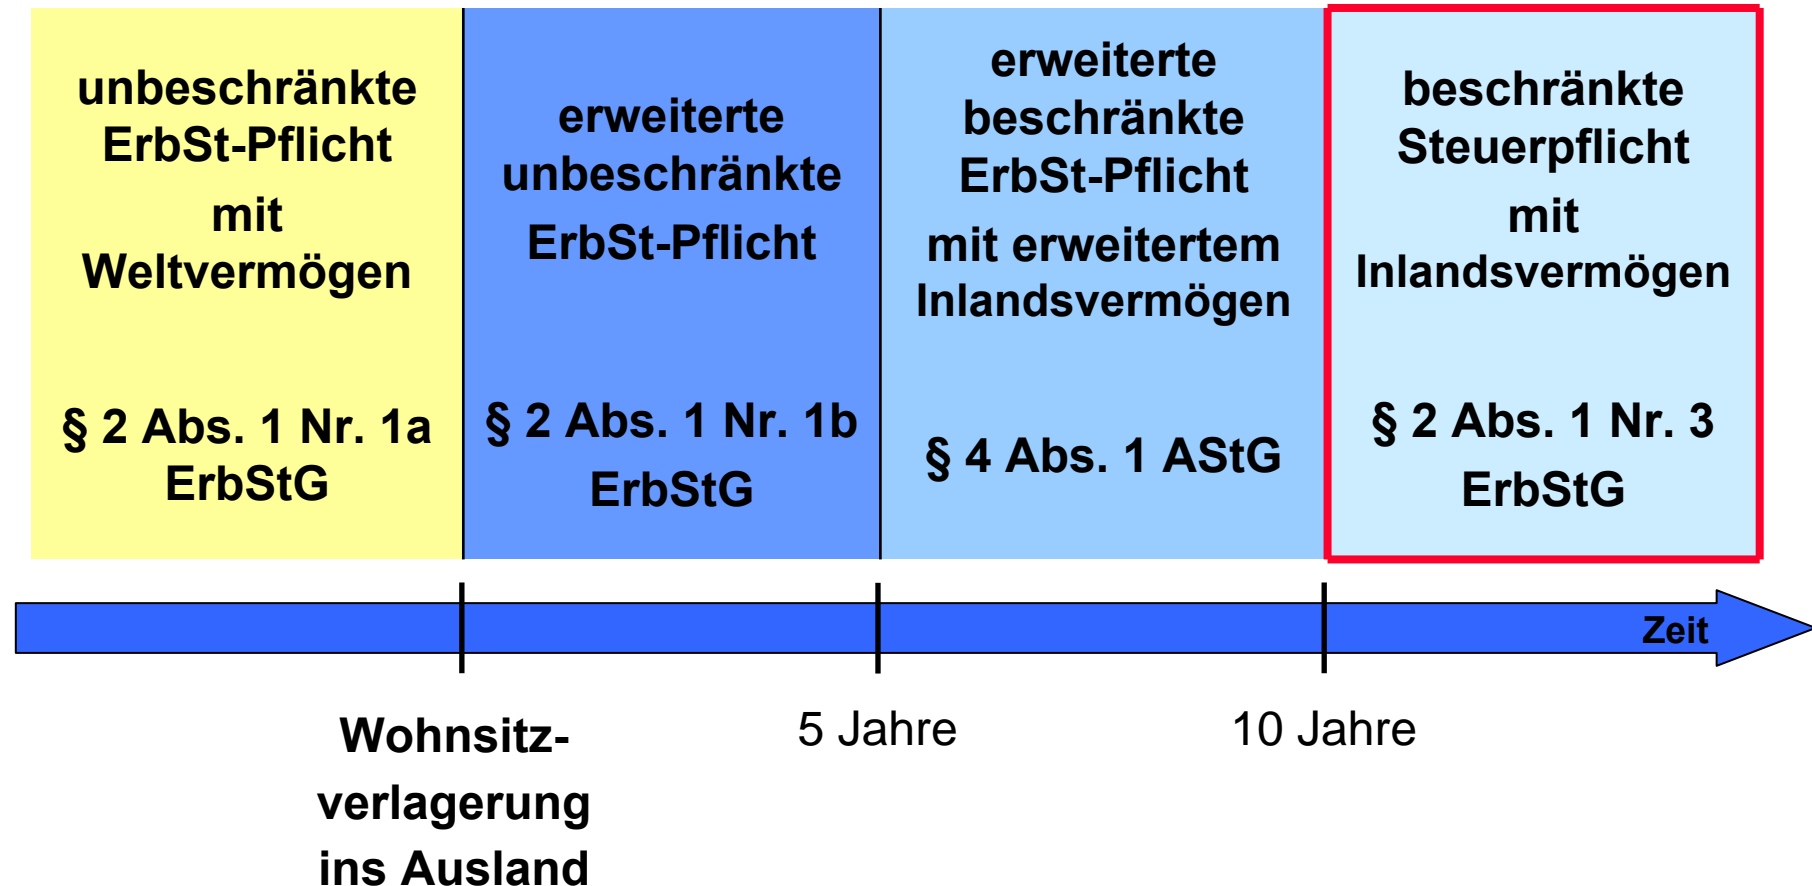 unbeschränkte
ErbSt-Pflicht
mit
Weltvermögen
§ 2 Abs. 1 Nr. 1a
ErbStG
erweiterte
unbeschränkte
ErbSt-Pflicht
§ 2 Abs. 1 Nr. 1b
ErbStG
erweiterte
beschränkte
ErbSt-Pflicht
mit erweitertem
Inlandsvermögen
§ 4 Abs. 1 AStG
beschränkte
Steuerpflicht
mit
Inlandsvermögen
§ 2 Abs. 1 Nr. 3
ErbStG
Zeit
Wohnsitz-
verlagerung
ins Ausland
5 Jahre
10 Jahre